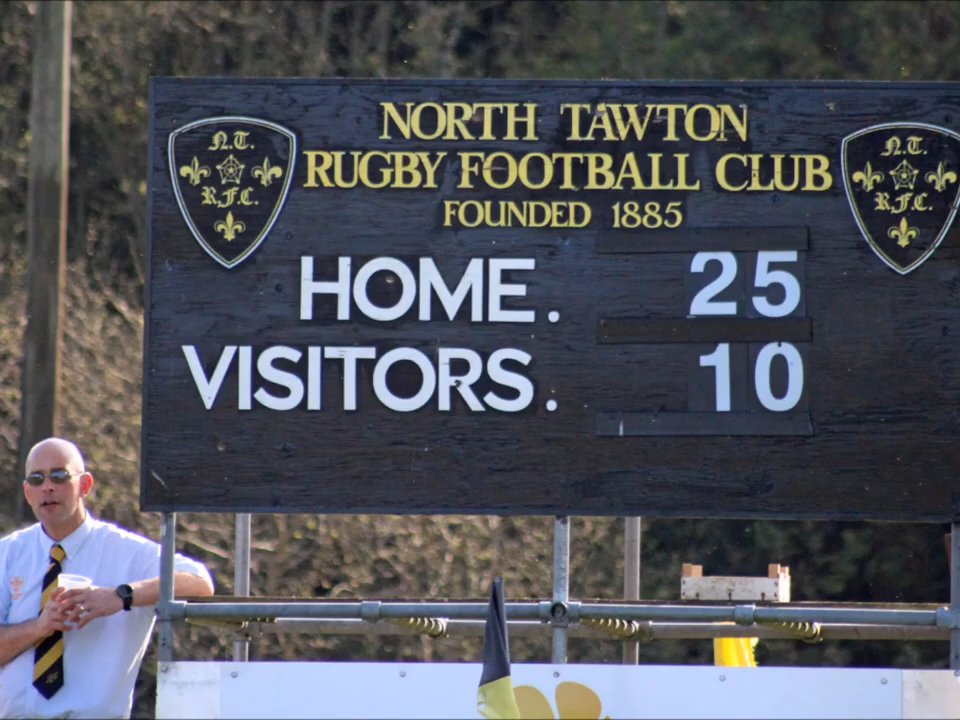 NORTH TAWTON
RUGBY FOOTBALL CLUB
FOUNDED 1885
N.T.
R.F.C.
N.T.
R.F.C.
HOME. 25
VISITORS. 10